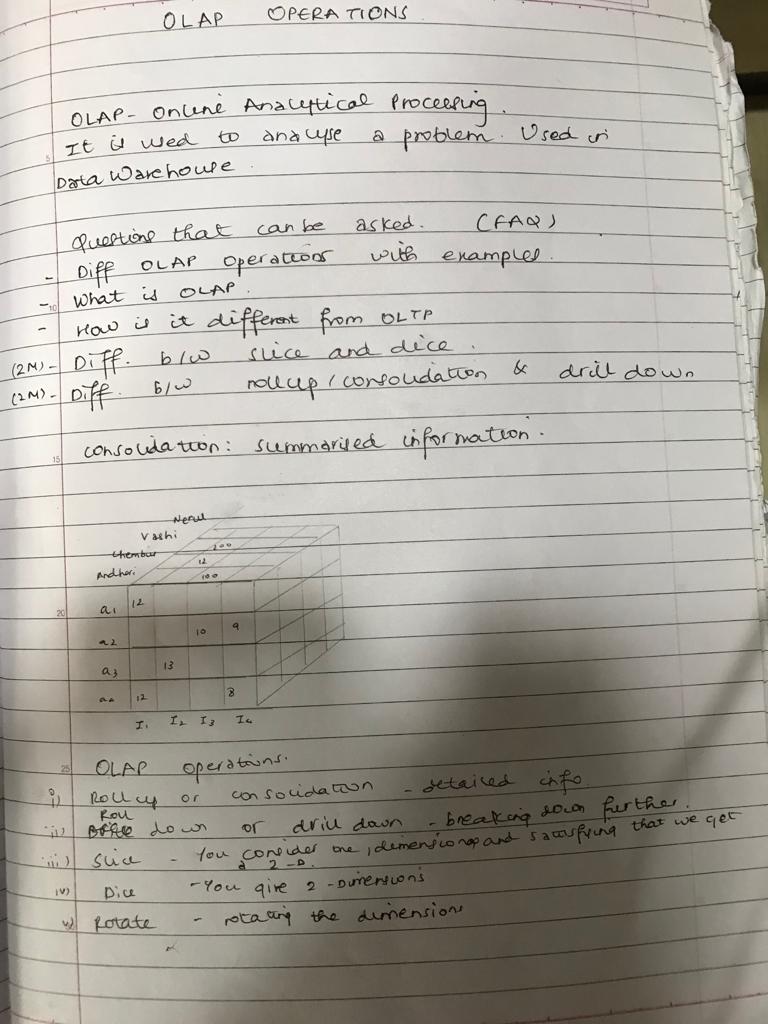 OLAP OPERATIONS
OLAP - Online Analytical Processing.
It is used to analyse a problem. Used in
Data Warehouse.
Questions that can be asked. (FAQ)
- Diff OLAP operations with examples.
- What is OLAP.
- How is it different from OLTP
(2M) - Diff. b/w slice and dice.
(2M) - Diff. b/w rollup / consolidation & drill down
consolidation: summarised information.
Nerul
Vashi
Chembur 200
12
Andheri 100
a1 12
a2 10 9
a3 13
12 8
I1 I2 I3 I4
OLAP operations.
i) Roll up or consolidation - detailed info.
ii) Roll down or drill down - breaking down further.
iii) Slice - You consider one, dimension and satisfying that we get
a 2-D.
iv) Dice - You give 2 - Dimensions
v) Rotate - rotating the dimensions